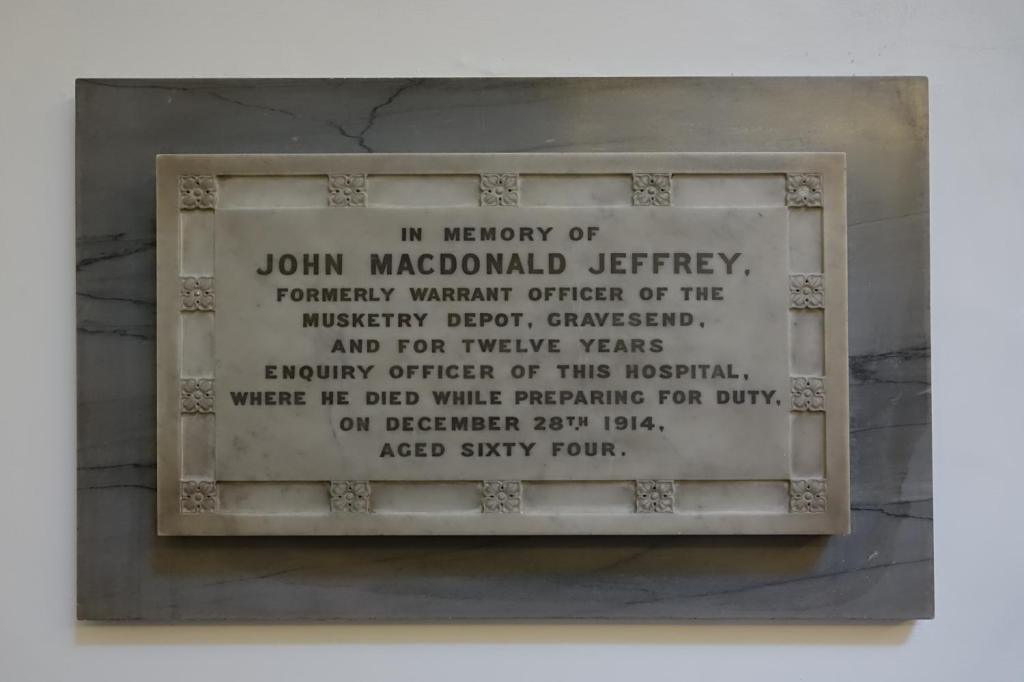 IN MEMORY OF
JOHN MACDONALD JEFFREY,
FORMERLY WARRANT OFFICER OF THE
MUSKETRY DEPOT, GRAVESEND,
AND FOR TWELVE YEARS
ENQUIRY OFFICER OF THIS HOSPITAL,
WHERE HE DIED WHILE PREPARING FOR DUTY,
ON DECEMBER 28TH 1914,
AGED SIXTY FOUR.